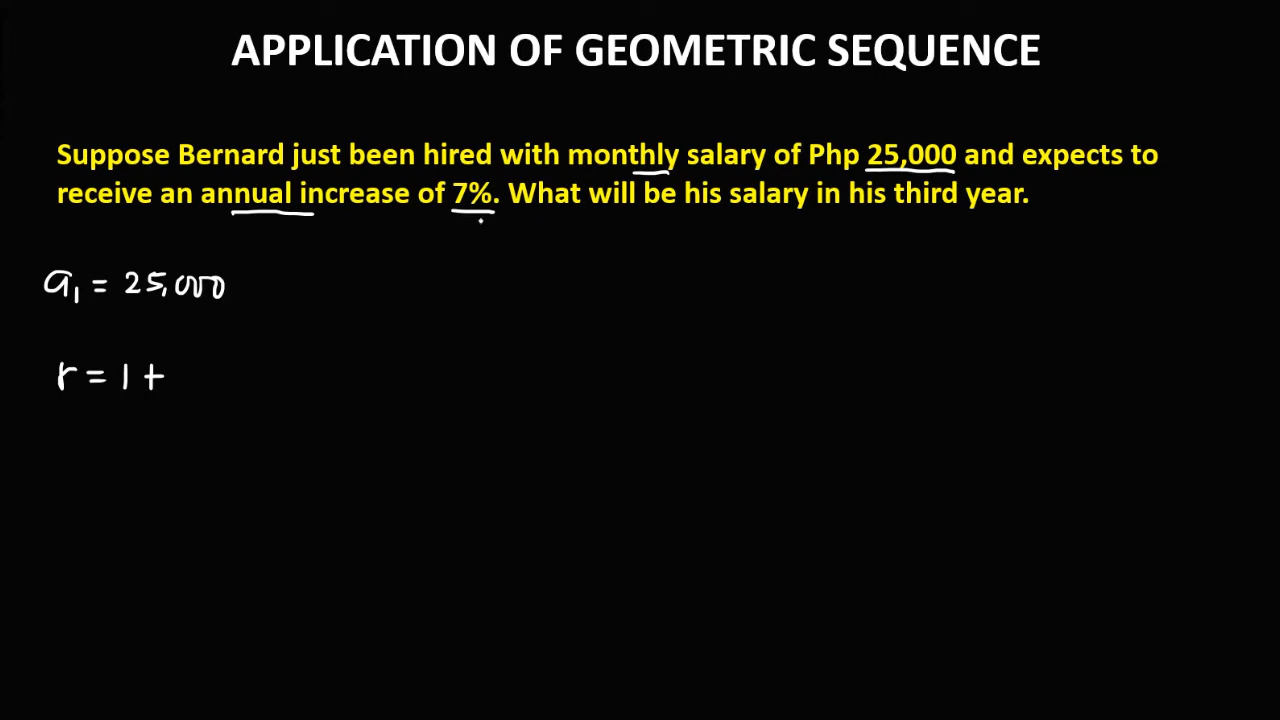 APPLICATION OF GEOMETRIC SEQUENCE
Suppose Bernard just been hired with monthly salary of Php 25,000 and expects to
receive an annual increase of 7%. What will be his salary in his third year.
a₁ = 25,000
r = 1 +